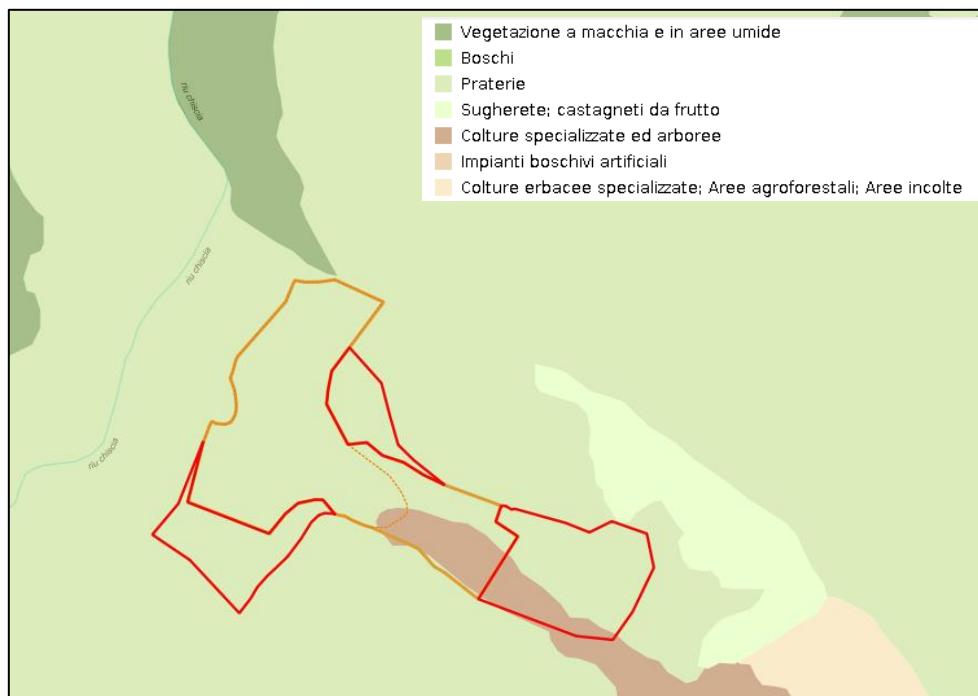 Vegetazione a macchia e in aree umide
Boschi
Praterie
Sugherete; castagneti da frutto
Colture specializzate ed arboree
Impianti boschivi artificiali
Colture erbacee specializzate; Aree agroforestali; Aree incolte
riu chiscia
riu chiscia
riu chiscia